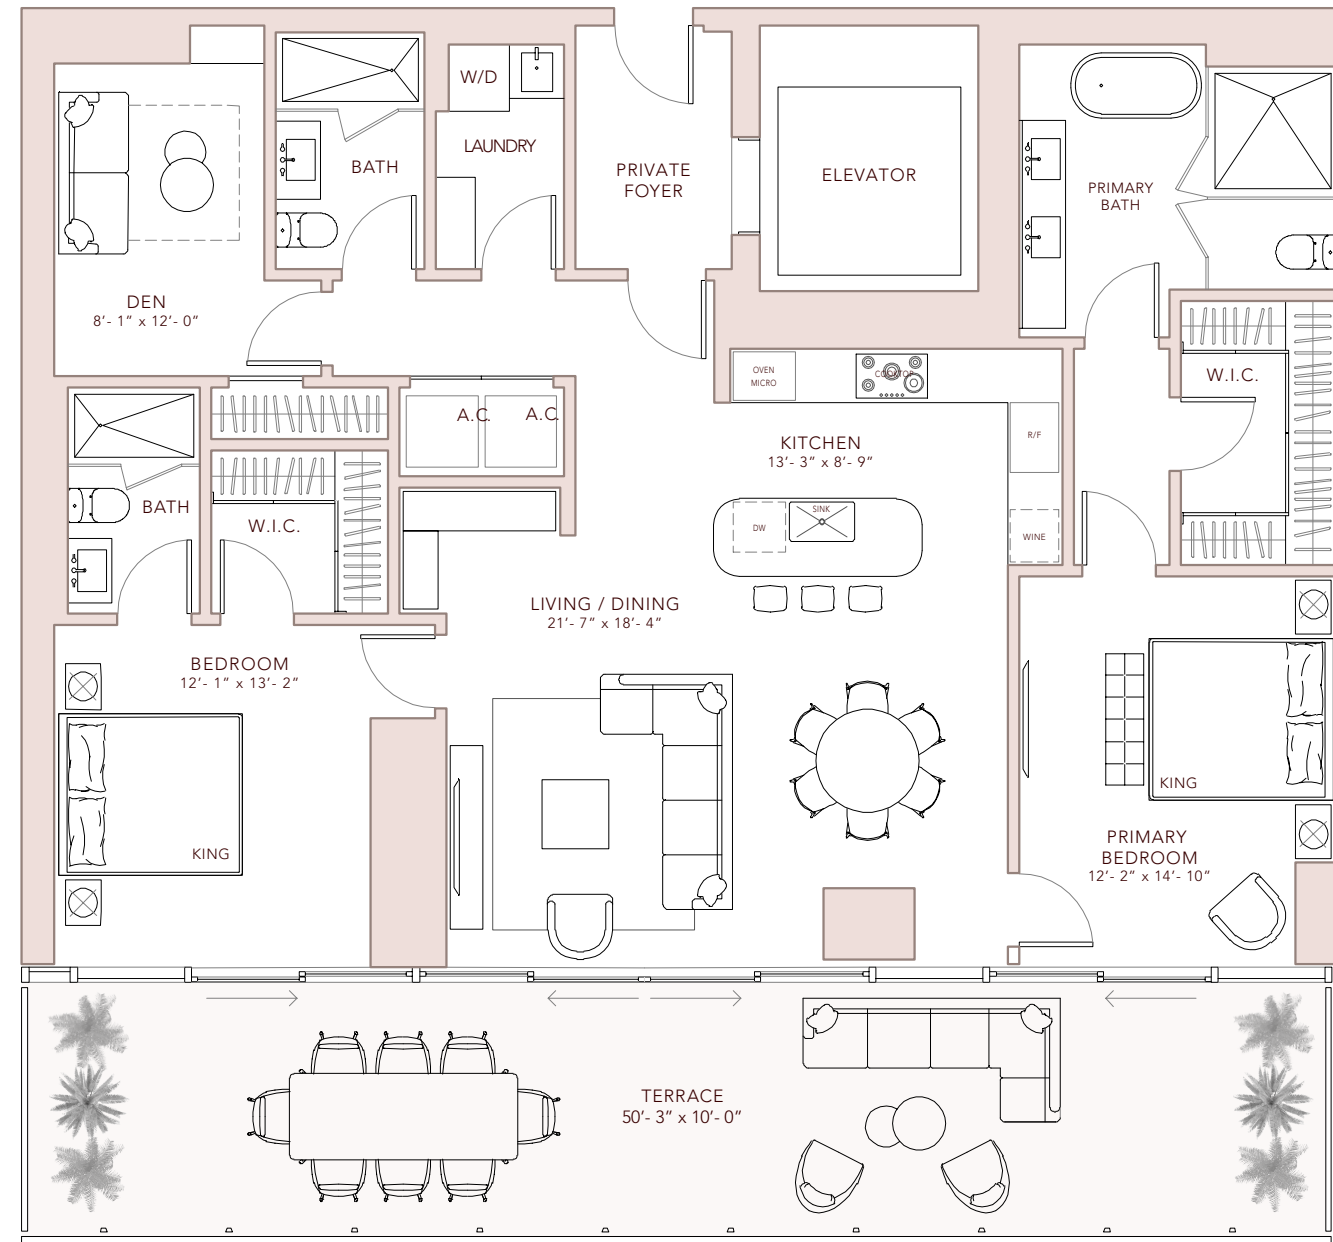 W/D
LAUNDRY
BATH
PRIVATE
FOYER
ELEVATOR
PRIMARY
BATH
DEN
8'- 1" x 12'- 0"
OVEN
MICRO
COOKTOP
W.I.C.
A.C.
A.C.
KITCHEN
13'- 3" x 8'- 9"
R/F
BATH
W.I.C.
SINK
DW
WINE
LIVING / DINING
21'- 7" x 18'- 4"
BEDROOM
12'- 1" x 13'- 2"
KING
KING
PRIMARY
BEDROOM
12'- 2" x 14'- 10"
TERRACE
50'- 3" x 10'- 0"